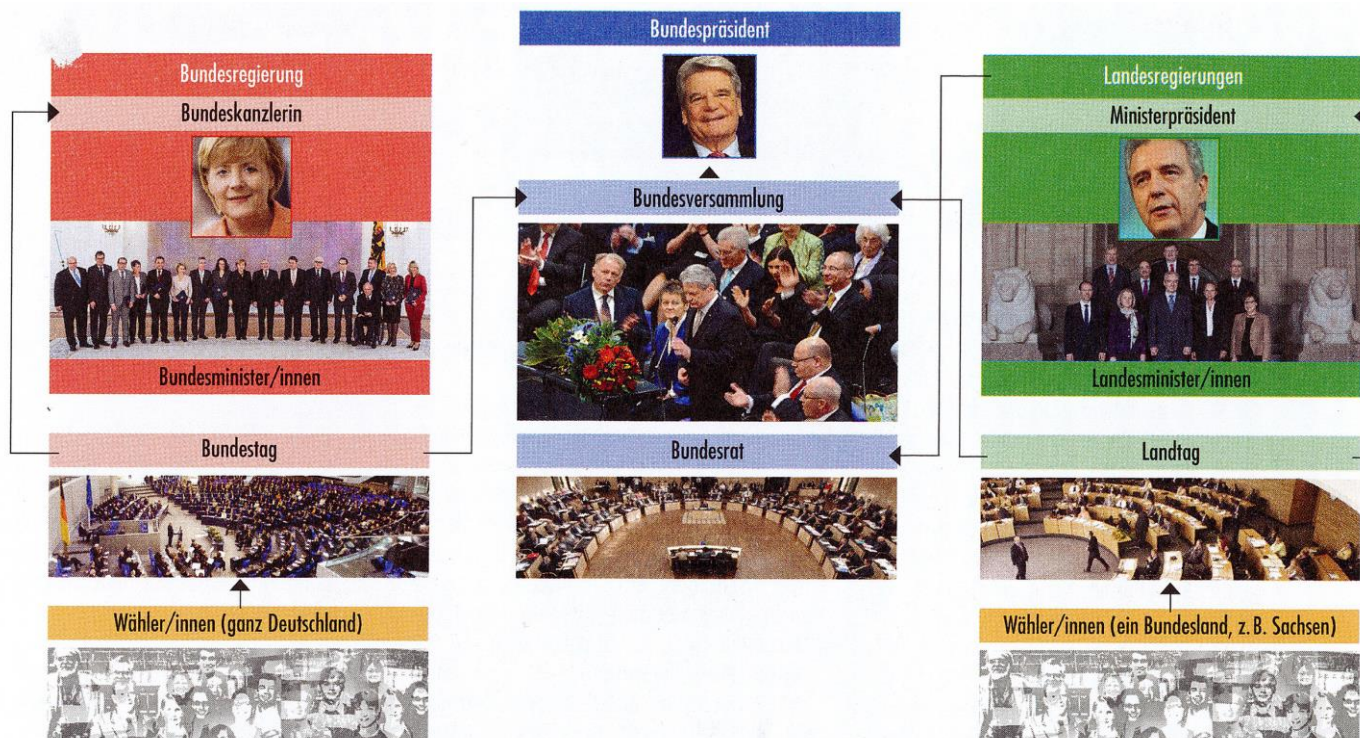 Bundespräsident
Bundesregierung
Bundeskanzlerin
Bundesminister/innen
Bundesversammlung
Landesregierungen
Ministerpräsident
Landesminister/innen
Bundestag
Bundesrat
Landtag
Wähler/innen (ganz Deutschland)
Wähler/innen (ein Bundesland, z. B. Sachsen)